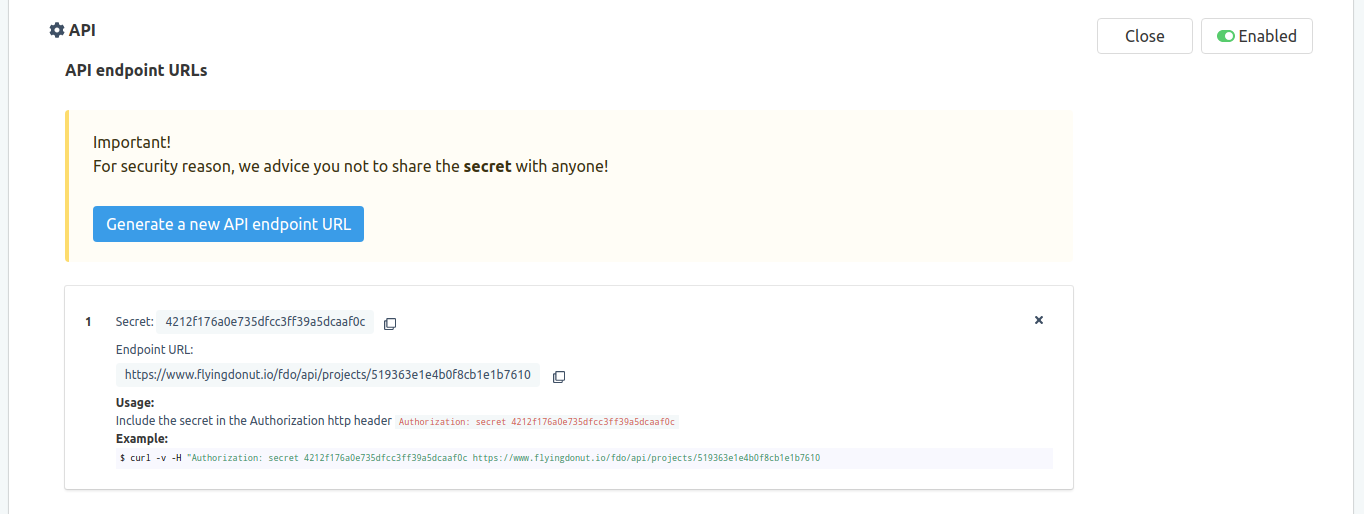 API
Close
Enabled
API endpoint URLs
Important!
For security reason, we advice you not to share the secret with anyone!
Generate a new API endpoint URL
1
Secret: 4212f176a0e735dfcc3ff39a5dcaaf0c
Endpoint URL:
https://www.flyingdonut.io/fdo/api/projects/519363e1e4b0f8cb1e1b7610
Usage:
Include the secret in the Authorization http header Authorization: secret 4212f176a0e735dfcc3ff39a5dcaaf0c
Example:
$ curl -v -H "Authorization: secret 4212f176a0e735dfcc3ff39a5dcaaf0c https://www.flyingdonut.io/fdo/api/projects/519363e1e4b0f8cb1e1b7610